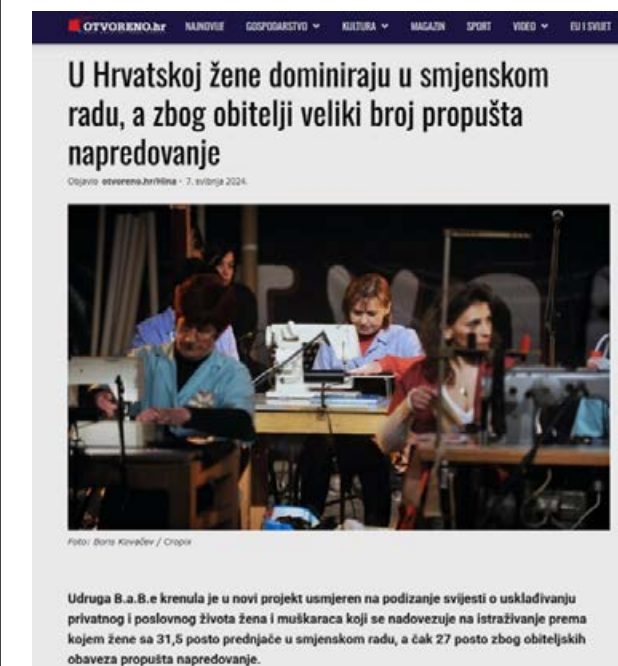 OTVORENO.hr NAJNOVIJE GOSPODARSTVO KULTURA MAGAZIN SPORT VIDEO EU I SVIJET
U Hrvatskoj žene dominiraju u smjenskom
radu, a zbog obitelji veliki broj propušta
napredovanje
Objavio otvoreno.hr/Hina - 7. svibnja 2024.
Foto: Boris Kovačev / Cropix
Udruga B.a.B.e krenula je u novi projekt usmjeren na podizanje svijesti o usklađivanju
privatnog i poslovnog života žena i muškaraca koji se nadovezuje na istraživanje prema
kojem žene sa 31,5 posto prednjače u smjenskom radu, a čak 27 posto zbog obiteljskih
obaveza propušta napredovanje.